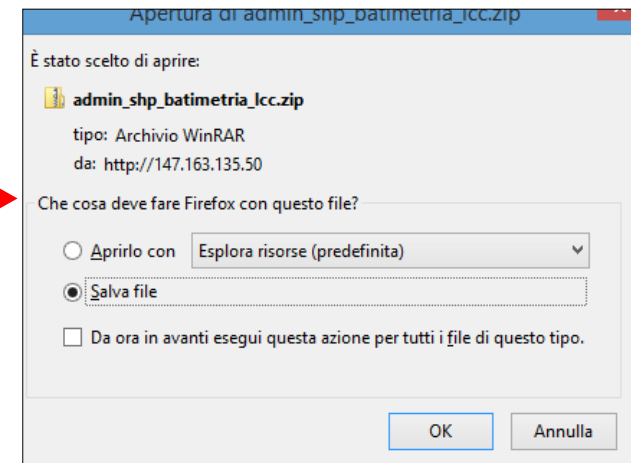 Apertura di admin_shp_batimetria_lcc.zip
È stato scelto di aprire:
admin_shp_batimetria_lcc.zip
tipo: Archivio WinRAR
da: http://147.163.135.50
Che cosa deve fare Firefox con questo file?
Aprirlo con Esplora risorse (predefinita)
Salva file
Da ora in avanti esegui questa azione per tutti i file di questo tipo.
OK Annulla